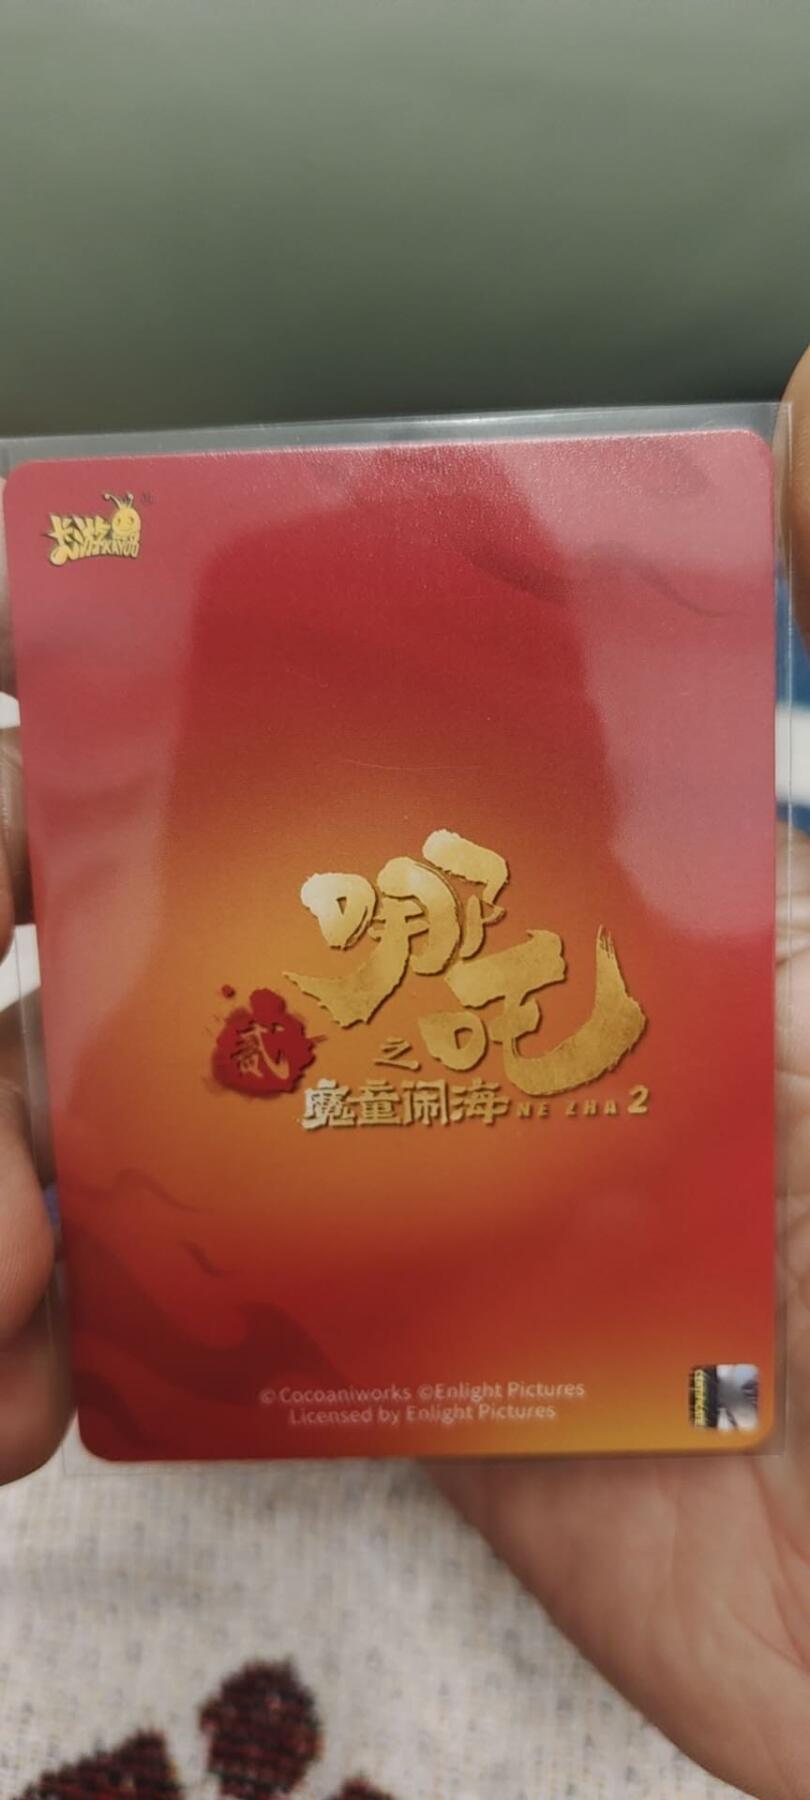 卡游 KAYOU
哪吒
贰
之
魔童闹海 NE ZHA 2
©Cocoaniworks ©Enlight Pictures
Licensed by Enlight Pictures